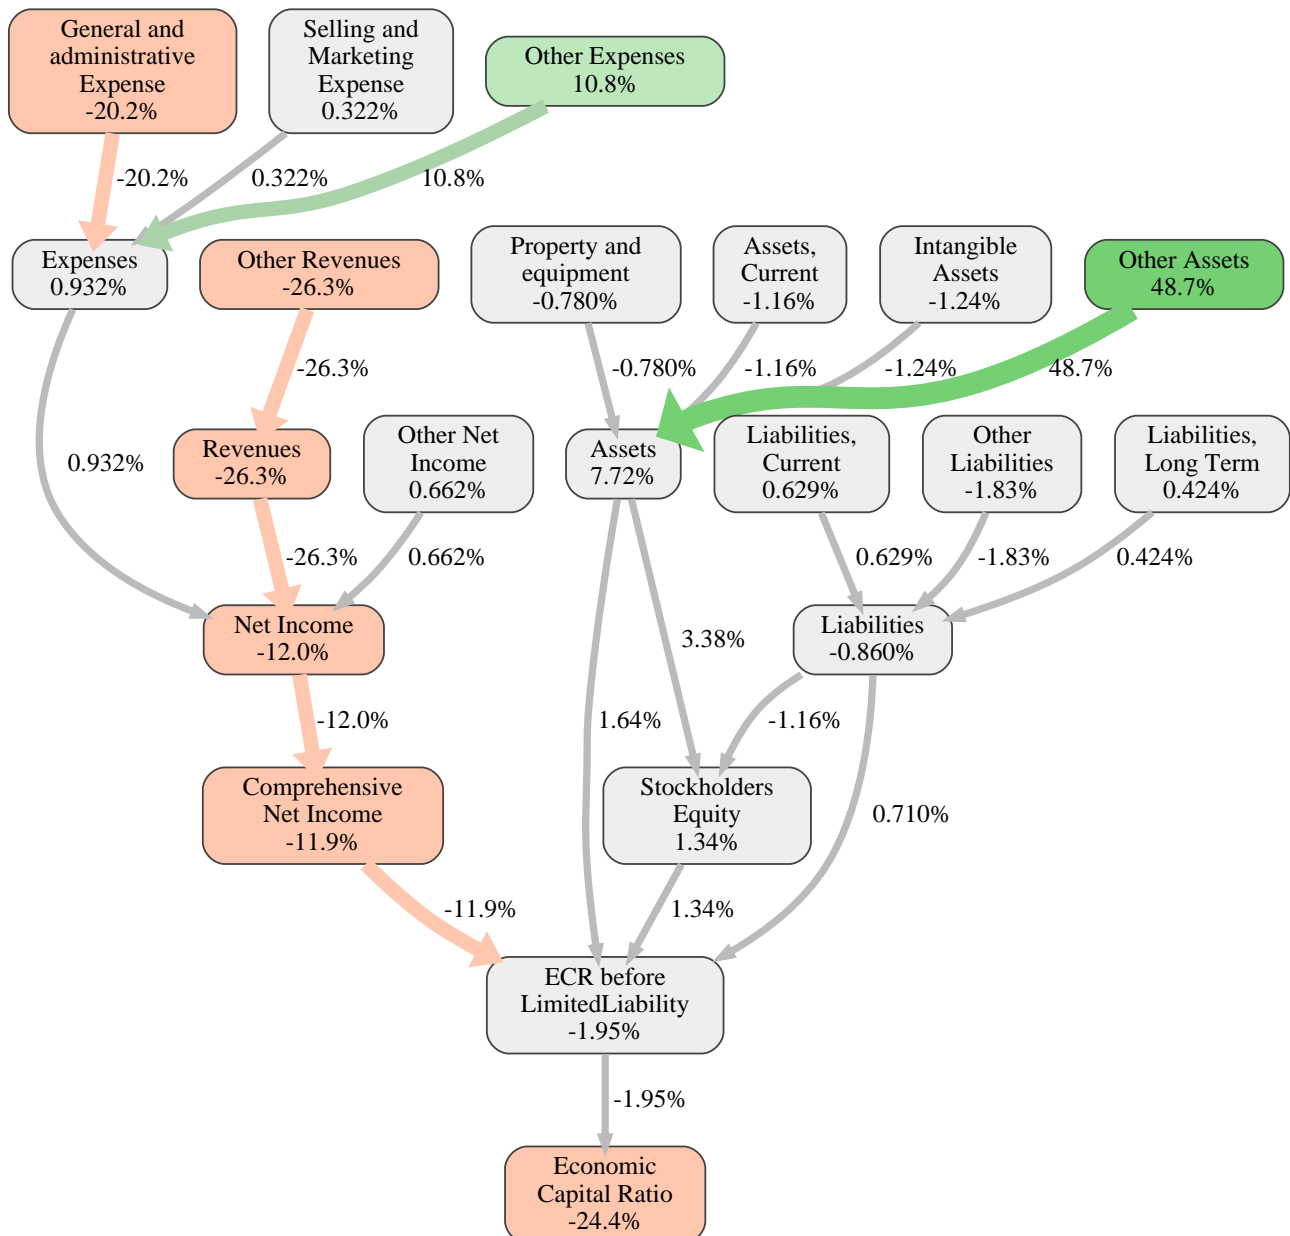 General and
administrative
Expense
-20.2%
Selling and
Marketing
Expense
0.322%
Other Expenses
10.8%
-20.2%
0.322%
10.8%
Expenses
0.932%
Other Revenues
-26.3%
Property and
equipment
-0.780%
Assets,
Current
-1.16%
Intangible
Assets
-1.24%
Other Assets
48.7%
-26.3%
-0.780%
-1.16%
-1.24%
48.7%
0.932%
Revenues
-26.3%
Other Net
Income
0.662%
Assets
7.72%
Liabilities,
Current
0.629%
Other
Liabilities
-1.83%
Liabilities,
Long Term
0.424%
-26.3%
0.662%
0.629%
-1.83%
0.424%
Net Income
-12.0%
3.38%
Liabilities
-0.860%
-12.0%
1.64%
-1.16%
Comprehensive
Net Income
-11.9%
Stockholders
Equity
1.34%
0.710%
-11.9%
1.34%
ECR before
LimitedLiability
-1.95%
-1.95%
Economic
Capital Ratio
-24.4%